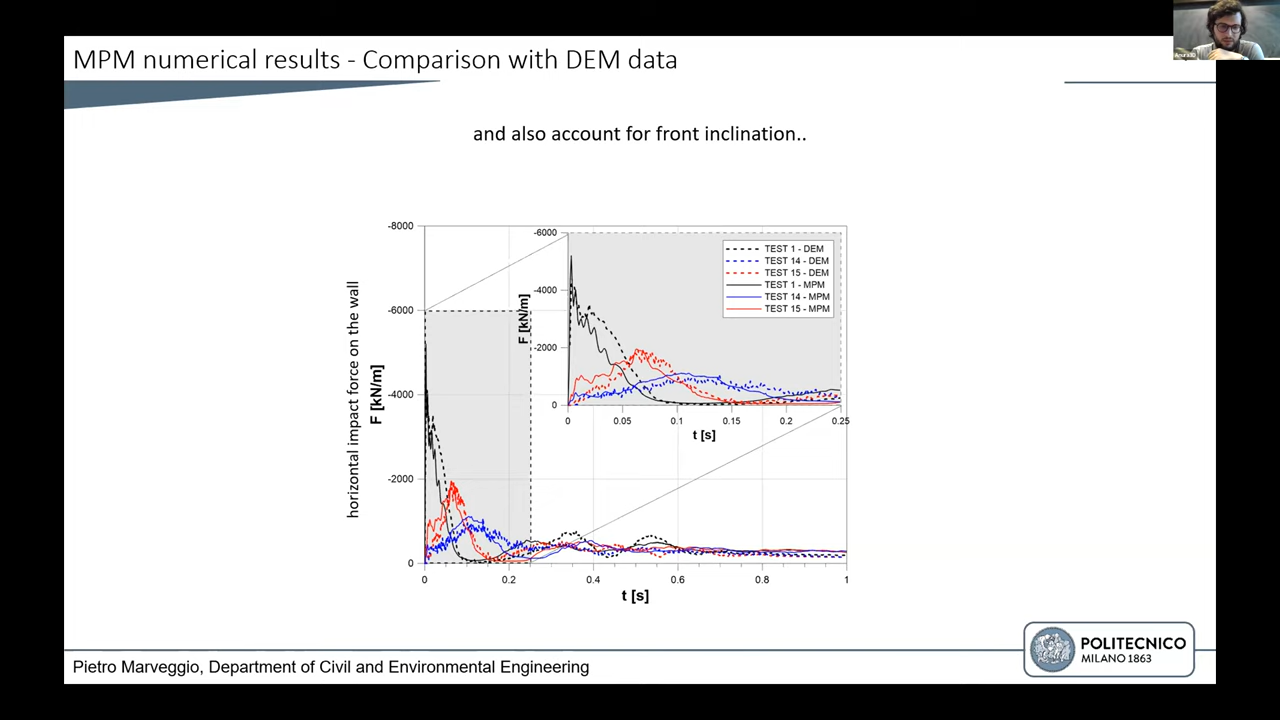 MPM numerical results - Comparison with DEM data
and also account for front inclination..
horizontal impact force on the wall
F [kN/m]
-8000
-6000
-4000
-2000
0
0
0.2
0.4
0.6
0.8
1
t [s]
F [kN/m]
-6000
-4000
-2000
0
0
0.05
0.1
0.15
0.2
0.25
t [s]
TEST 1 - DEM
TEST 14 - DEM
TEST 15 - DEM
TEST 1 - MPM
TEST 14 - MPM
TEST 15 - MPM
Pietro Marveggio, Department of Civil and Environmental Engineering
POLITECNICO
MILANO 1863